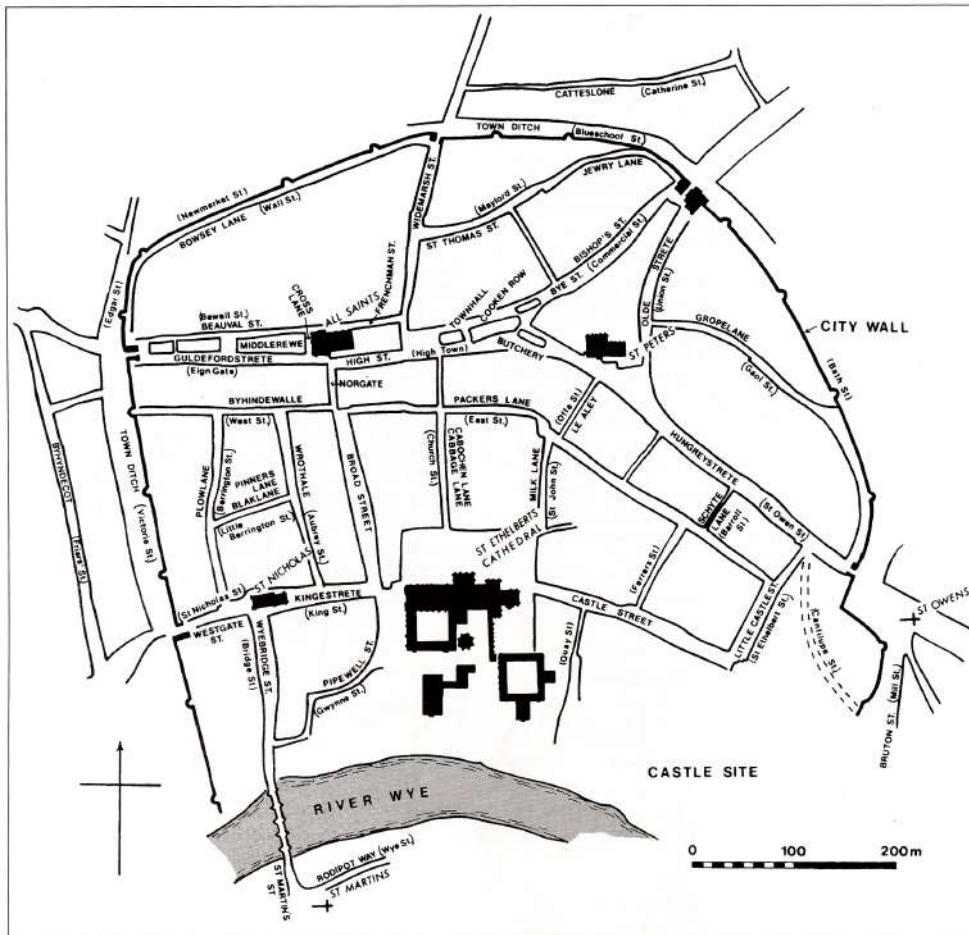 CATTESLONE (Catherine St.)
TOWN DITCH (Blueschool St.)
JEWRY LANE
(Maylord St.)
(Newmarket St)
BOWSEY LANE (Wall St.)
WIDEMARSH ST.
ST THOMAS ST.
BISHOP'S ST.
BYE ST. (Commercial St.)
OLDE STRETE
(Union St.)
(Edgar St)
CROSS
LANE
ALL SAINTS
FRENCHMAN ST.
TOWNHALL
COOKEN ROW
GROPELANE
(Gaol St.)
CITY WALL
(Bewell St.)
BEAUVAL ST.
MIDDLEREWE
GULDEFORDSTRETE
(Eign Gate)
HIGH ST.
(High Town)
BUTCHERY
ST PETERS
(Bath St)
NORGATE
BYHINDEWALLE
(West St.)
PACKERS LANE
(East St.)
(Offa St.)
LE ALEY
HUNGREYSTRETE
(St Owen St)
BYHYNDECOT
(Friars St.)
TOWN DITCH (Victoria St.)
PLOWLANE
(Berrington St.)
PINNERS
LANE
BLAKLANE
(Little
Berrington St.)
WROTHALE
(Aubrey St.)
BROAD STREET
(Church St.)
CABOCHEN LANE
CABBAGE LANE
MILK LANE
(St John St.)
SCHYTE
LANE
(Barroll
St)
ST ETHELBERTS
CATHEDRAL
(St Nicholas St)
ST NICHOLAS
KINGESTRETE
(King St.)
WESTGATE
ST.
WYEBRIDGE ST.
(Bridge St)
PIPEWELL ST.
(Gwynne St.)
CASTLE STREET
(Ferrers St)
(Quay St)
LITTLE CASTLE ST.
(St Ethelbert St.)
(Cantilupe St.)
ST OWENS
BRUTON ST. (Mill St.)
CASTLE SITE
RIVER WYE
0 100 200m
RODIPOT WAY (Wye St.)
ST MARTINS
ST MARTIN'S
ST